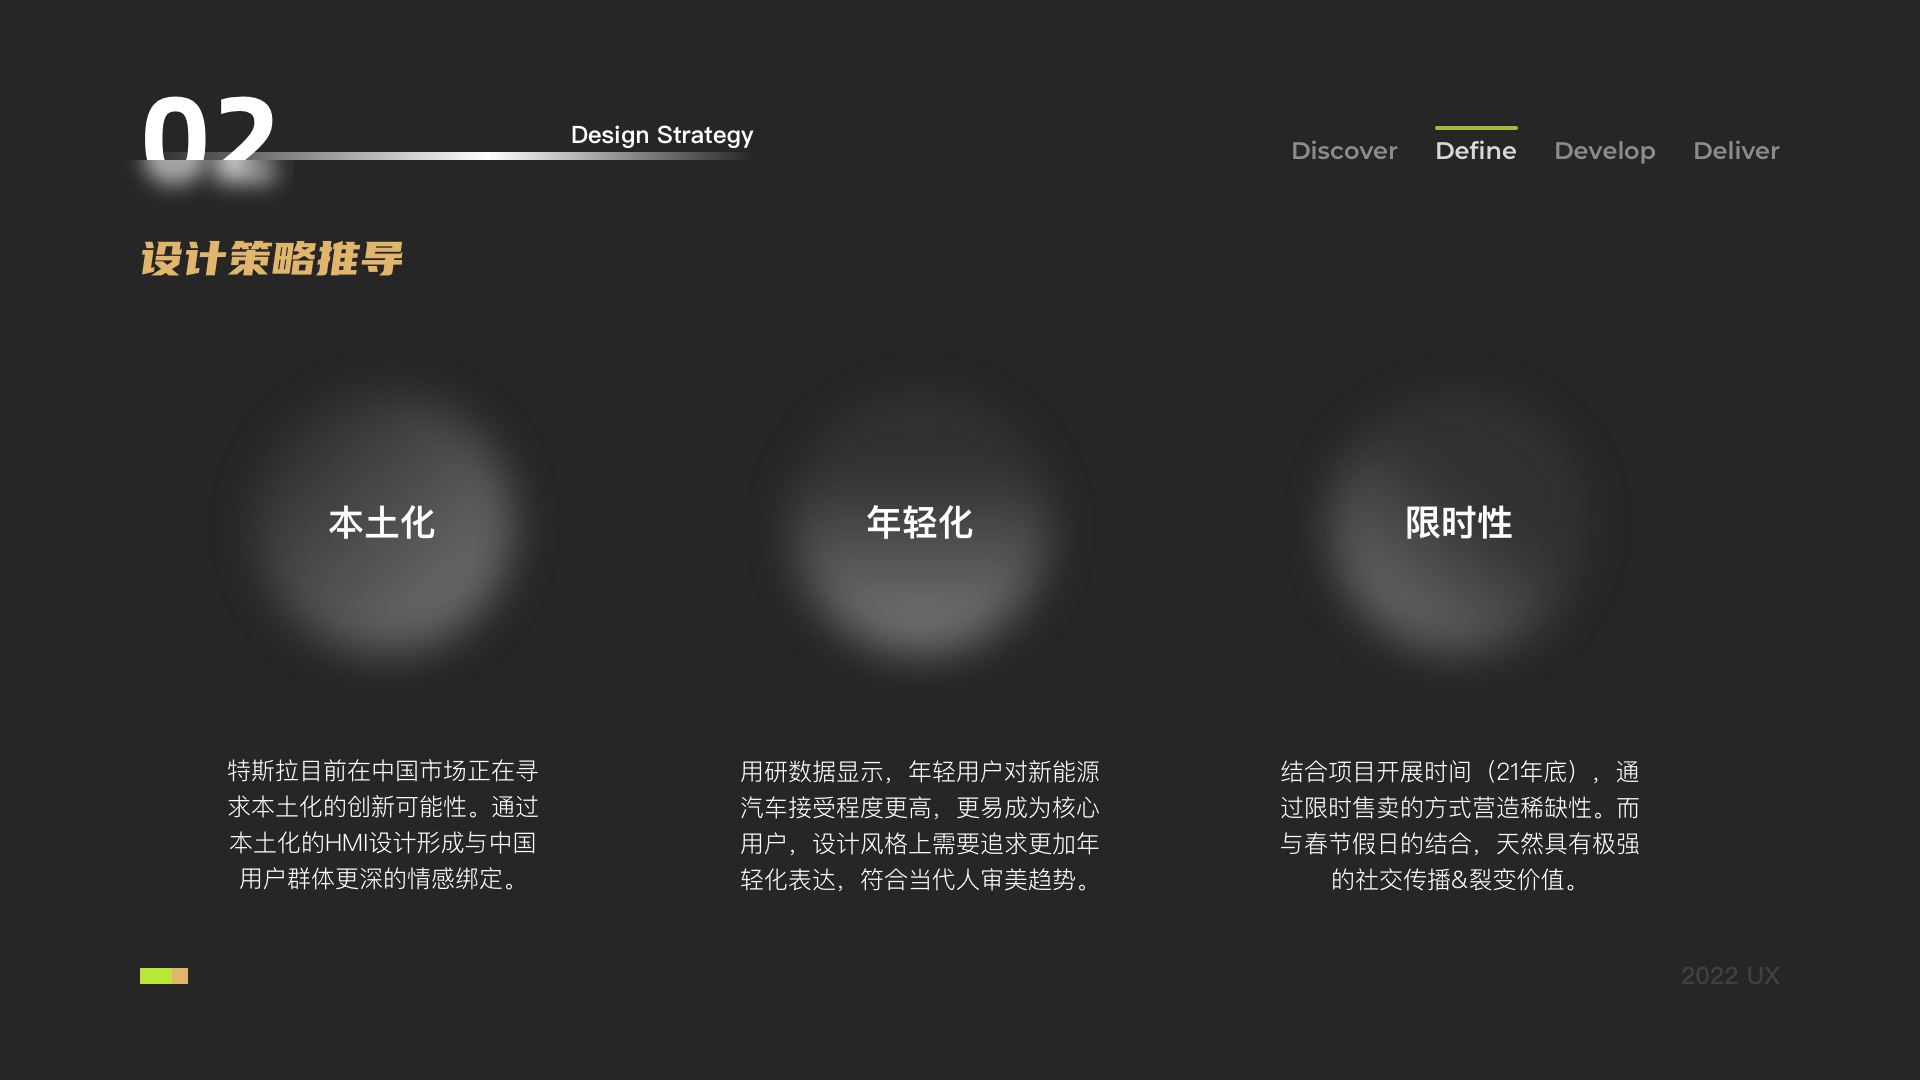 02
Design Strategy
Discover
Define
Develop
Deliver
设计策略推导
本土化
特斯拉目前在中国市场正在寻
求本土化的创新可能性。通过
本土化的HMI设计形成与中国
用户群体更深的情感绑定。
年轻化
用研数据显示，年轻用户对新能源
汽车接受程度更高，更易成为核心
用户，设计风格上需要追求更加年
轻化表达，符合当代人审美趋势。
限时性
结合项目开展时间（21年底），通
过限时售卖的方式营造稀缺性。而
与春节假日的结合，天然具有极强
的社交传播&裂变价值。
2022 UX